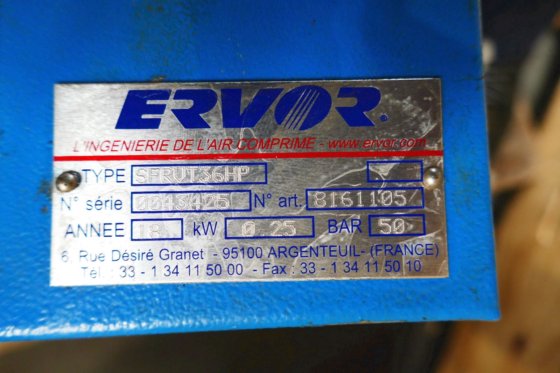 ERVOR.
L'INGENIERE DE L'AIR COMPRIME - www.ervor.com
TYPE
N° série N° art. 8161105/
ANNEE 18 kW 0.25 BAR 50
6, Rue Désiré Granet - 95100 ARGENTEUIL- (FRANCE)
Tél : 33 - 1 34 11 50 00 - Fax : 33 - 1 34 11 50 10